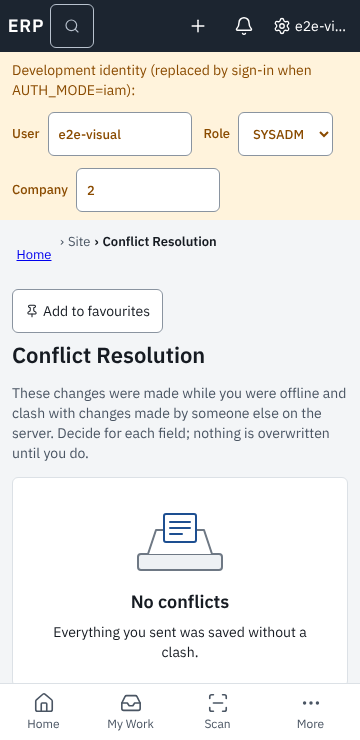 ERP
e2e-vi...
Development identity (replaced by sign-in when
AUTH_MODE=iam):
User e2e-visual Role SYSADM
Company 2
Home › Site › Conflict Resolution
Add to favourites
Conflict Resolution
These changes were made while you were offline and
clash with changes made by someone else on the
server. Decide for each field; nothing is overwritten
until you do.
No conflicts
Everything you sent was saved without a
clash.
Home My Work Scan More